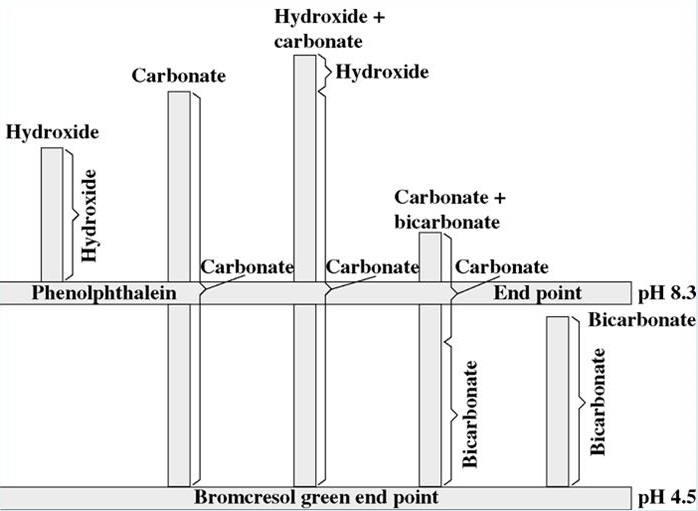 Hydroxide +
carbonate
Hydroxide
Carbonate
Hydroxide
Hydroxide
Carbonate +
bicarbonate
Carbonate
Carbonate
Carbonate
Phenolphthalein
End point
pH 8.3
Bicarbonate
Bicarbonate
Bicarbonate
Bromcresol green end point
pH 4.5